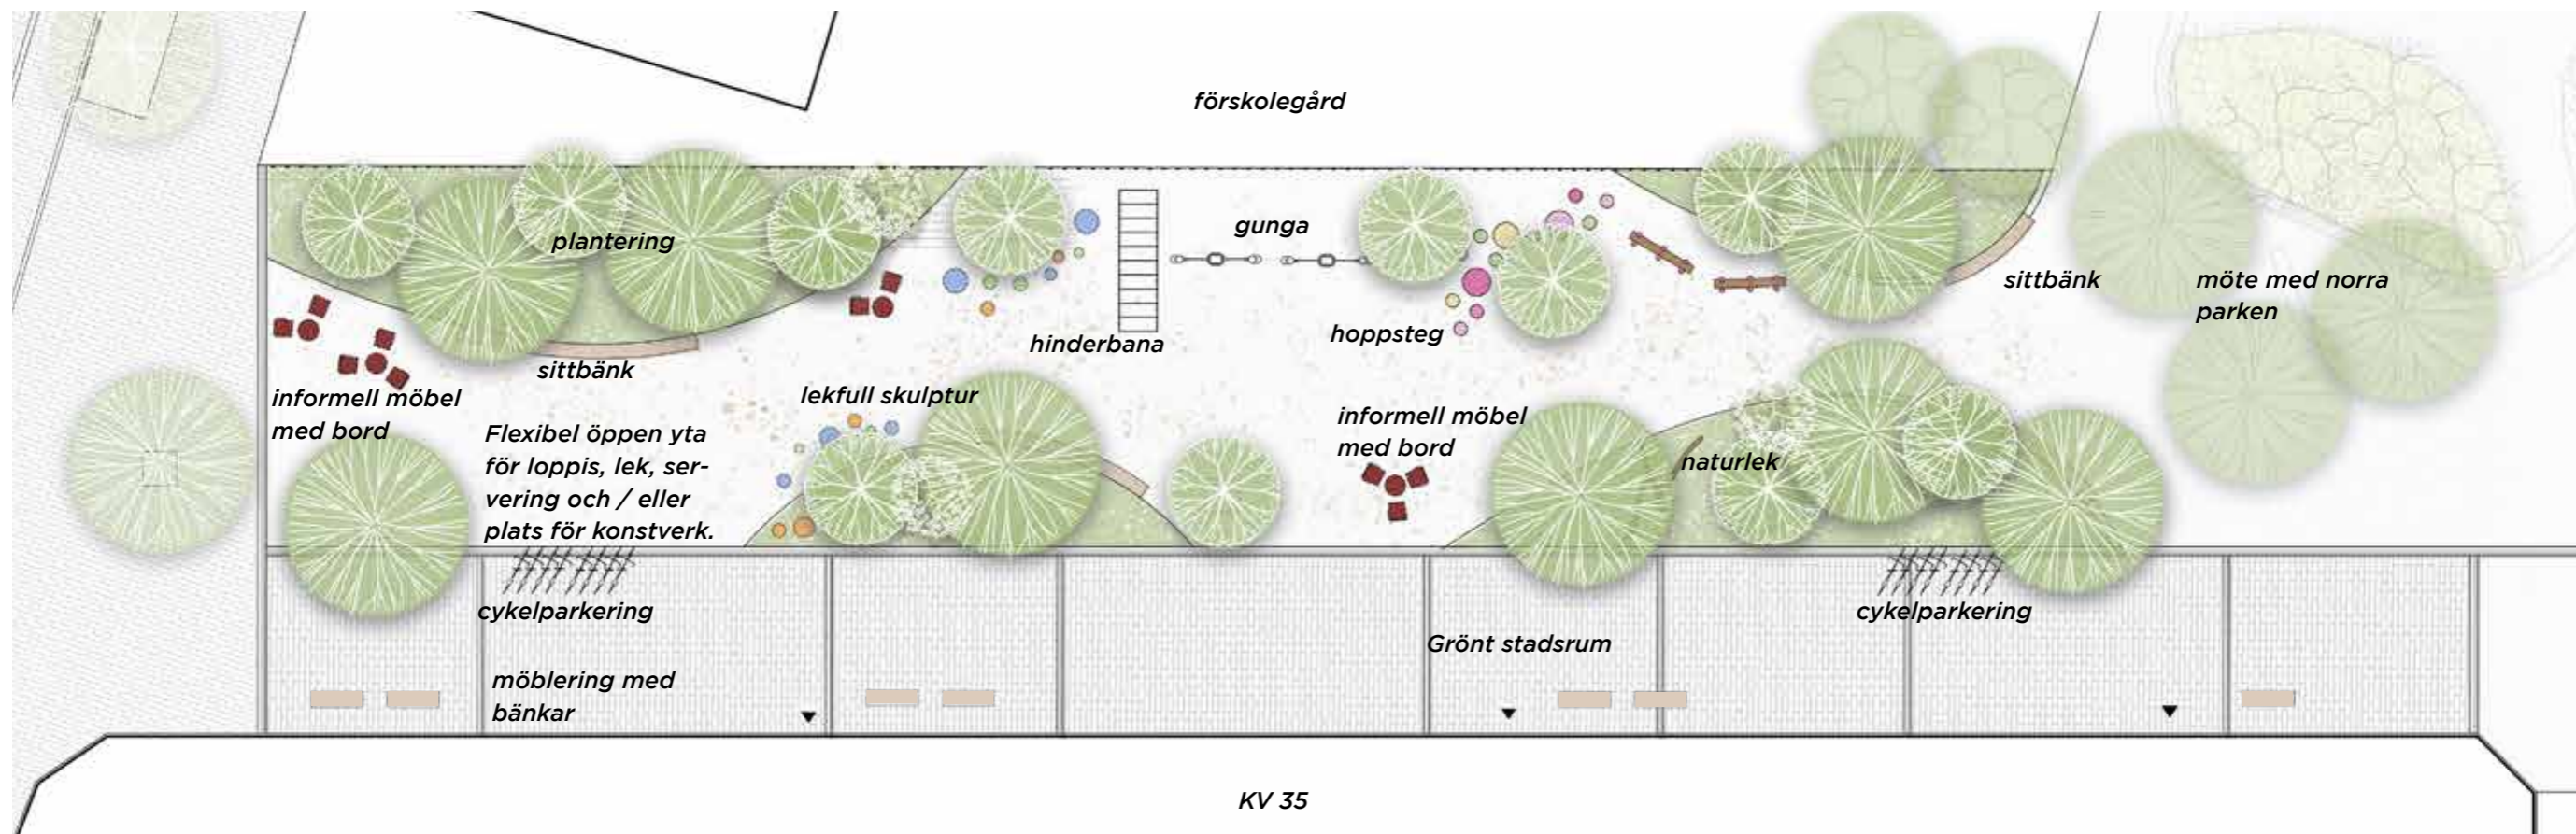 förskolegård
gunga
plantering
sittbänk
möte med norra
parken
hoppsteg
hinderbana
sittbänk
informell möbel
med bord
lekfull skulptur
informell möbel
med bord
Flexibel öppen yta
för loppis, lek, ser-
vering och / eller
plats för konstverk.
naturlek
cykelparkering
cykelparkering
Grönt stadsrum
möblering med
bänkar
KV 35